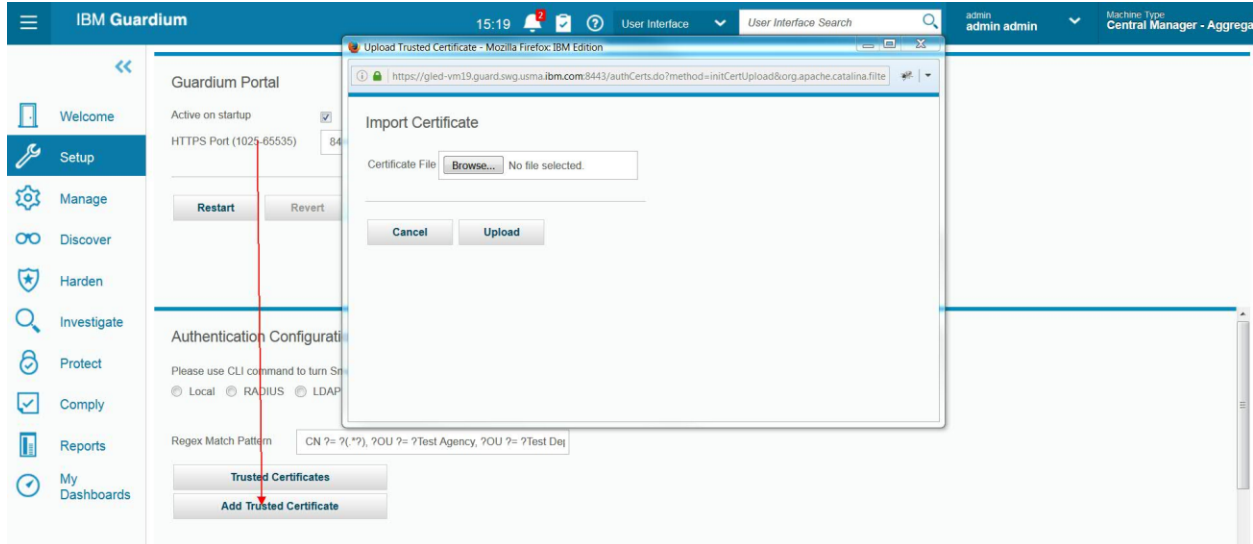 IBM Guardium
15:19
2
User Interface
User Interface Search
admin
admin admin
Machine Type
Central Manager - Aggrega
Welcome
Setup
Manage
Discover
Harden
Investigate
Protect
Comply
Reports
My
Dashboards
Guardium Portal
Active on startup
HTTPS Port (1025-65535)
84
Restart
Revert
Upload Trusted Certificate - Mozilla Firefox: IBM Edition
https://gled-vm19.guard.swg.usma.ibm.com:8443/authCerts.do?method=initCertUpload&org.apache.catalina.filte
Import Certificate
Certificate File
Browse...
No file selected.
Cancel
Upload
Authentication Configurati
Please use CLI command to turn Sm
Local
RADIUS
LDAP
Regex Match Pattern
CN ?= ?(.*?), ?OU ?= ?Test Agency, ?OU ?= ?Test Dep
Trusted Certificates
Add Trusted Certificate